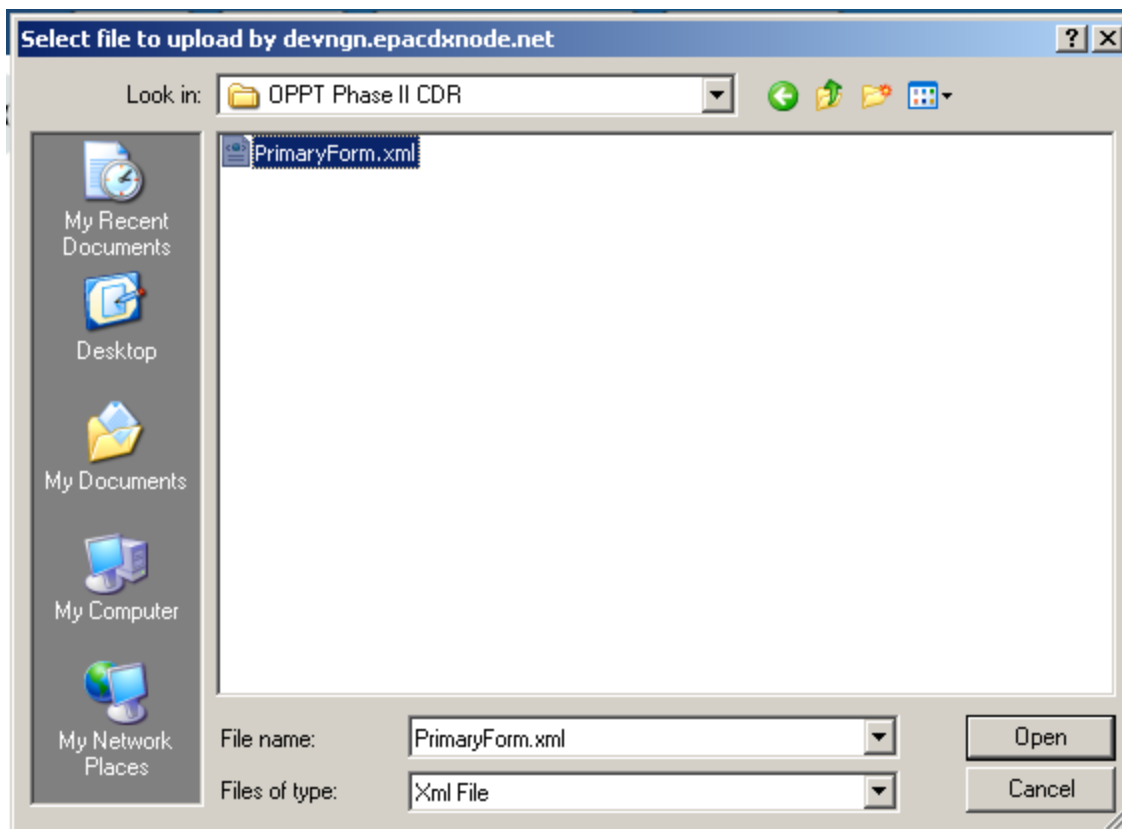 Select file to upload by devngn.epacdxnode.net
Look in:
OPPT Phase II CDR
PrimaryForm.xml
My Recent
Documents
Desktop
My Documents
My Computer
My Network
Places
File name:
PrimaryForm.xml
Open
Files of type:
Xml File
Cancel